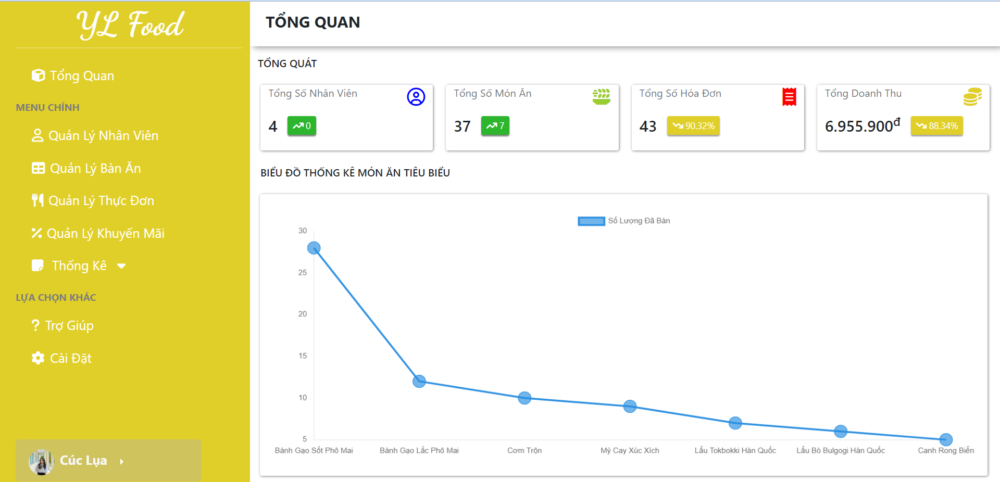 YL Food
Tổng Quan
MENU CHÍNH
Quản Lý Nhân Viên
Quản Lý Bàn Ăn
Quản Lý Thực Đơn
Quản Lý Khuyến Mãi
Thống Kê
LỰA CHỌN KHÁC
Trợ Giúp
Cài Đặt
Cúc Lụa
TỔNG QUAN
TỔNG QUÁT
Tổng Số Nhân Viên
4 0
Tổng Số Món Ăn
37 7
Tổng Số Hóa Đơn
43 90.32%
Tổng Doanh Thu
6.955.900đ 88.34%
BIỂU ĐỒ THỐNG KÊ MÓN ĂN TIÊU BIỂU
Số Lượng Đã Bán
30
25
20
15
10
5
Bánh Gạo Sốt Phô Mai
Bánh Gạo Lắc Phô Mai
Cơm Trộn
Mỳ Cay Xúc Xích
Lẩu Tokbokki Hàn Quốc
Lẩu Bò Bulgogi Hàn Quốc
Canh Rong Biển